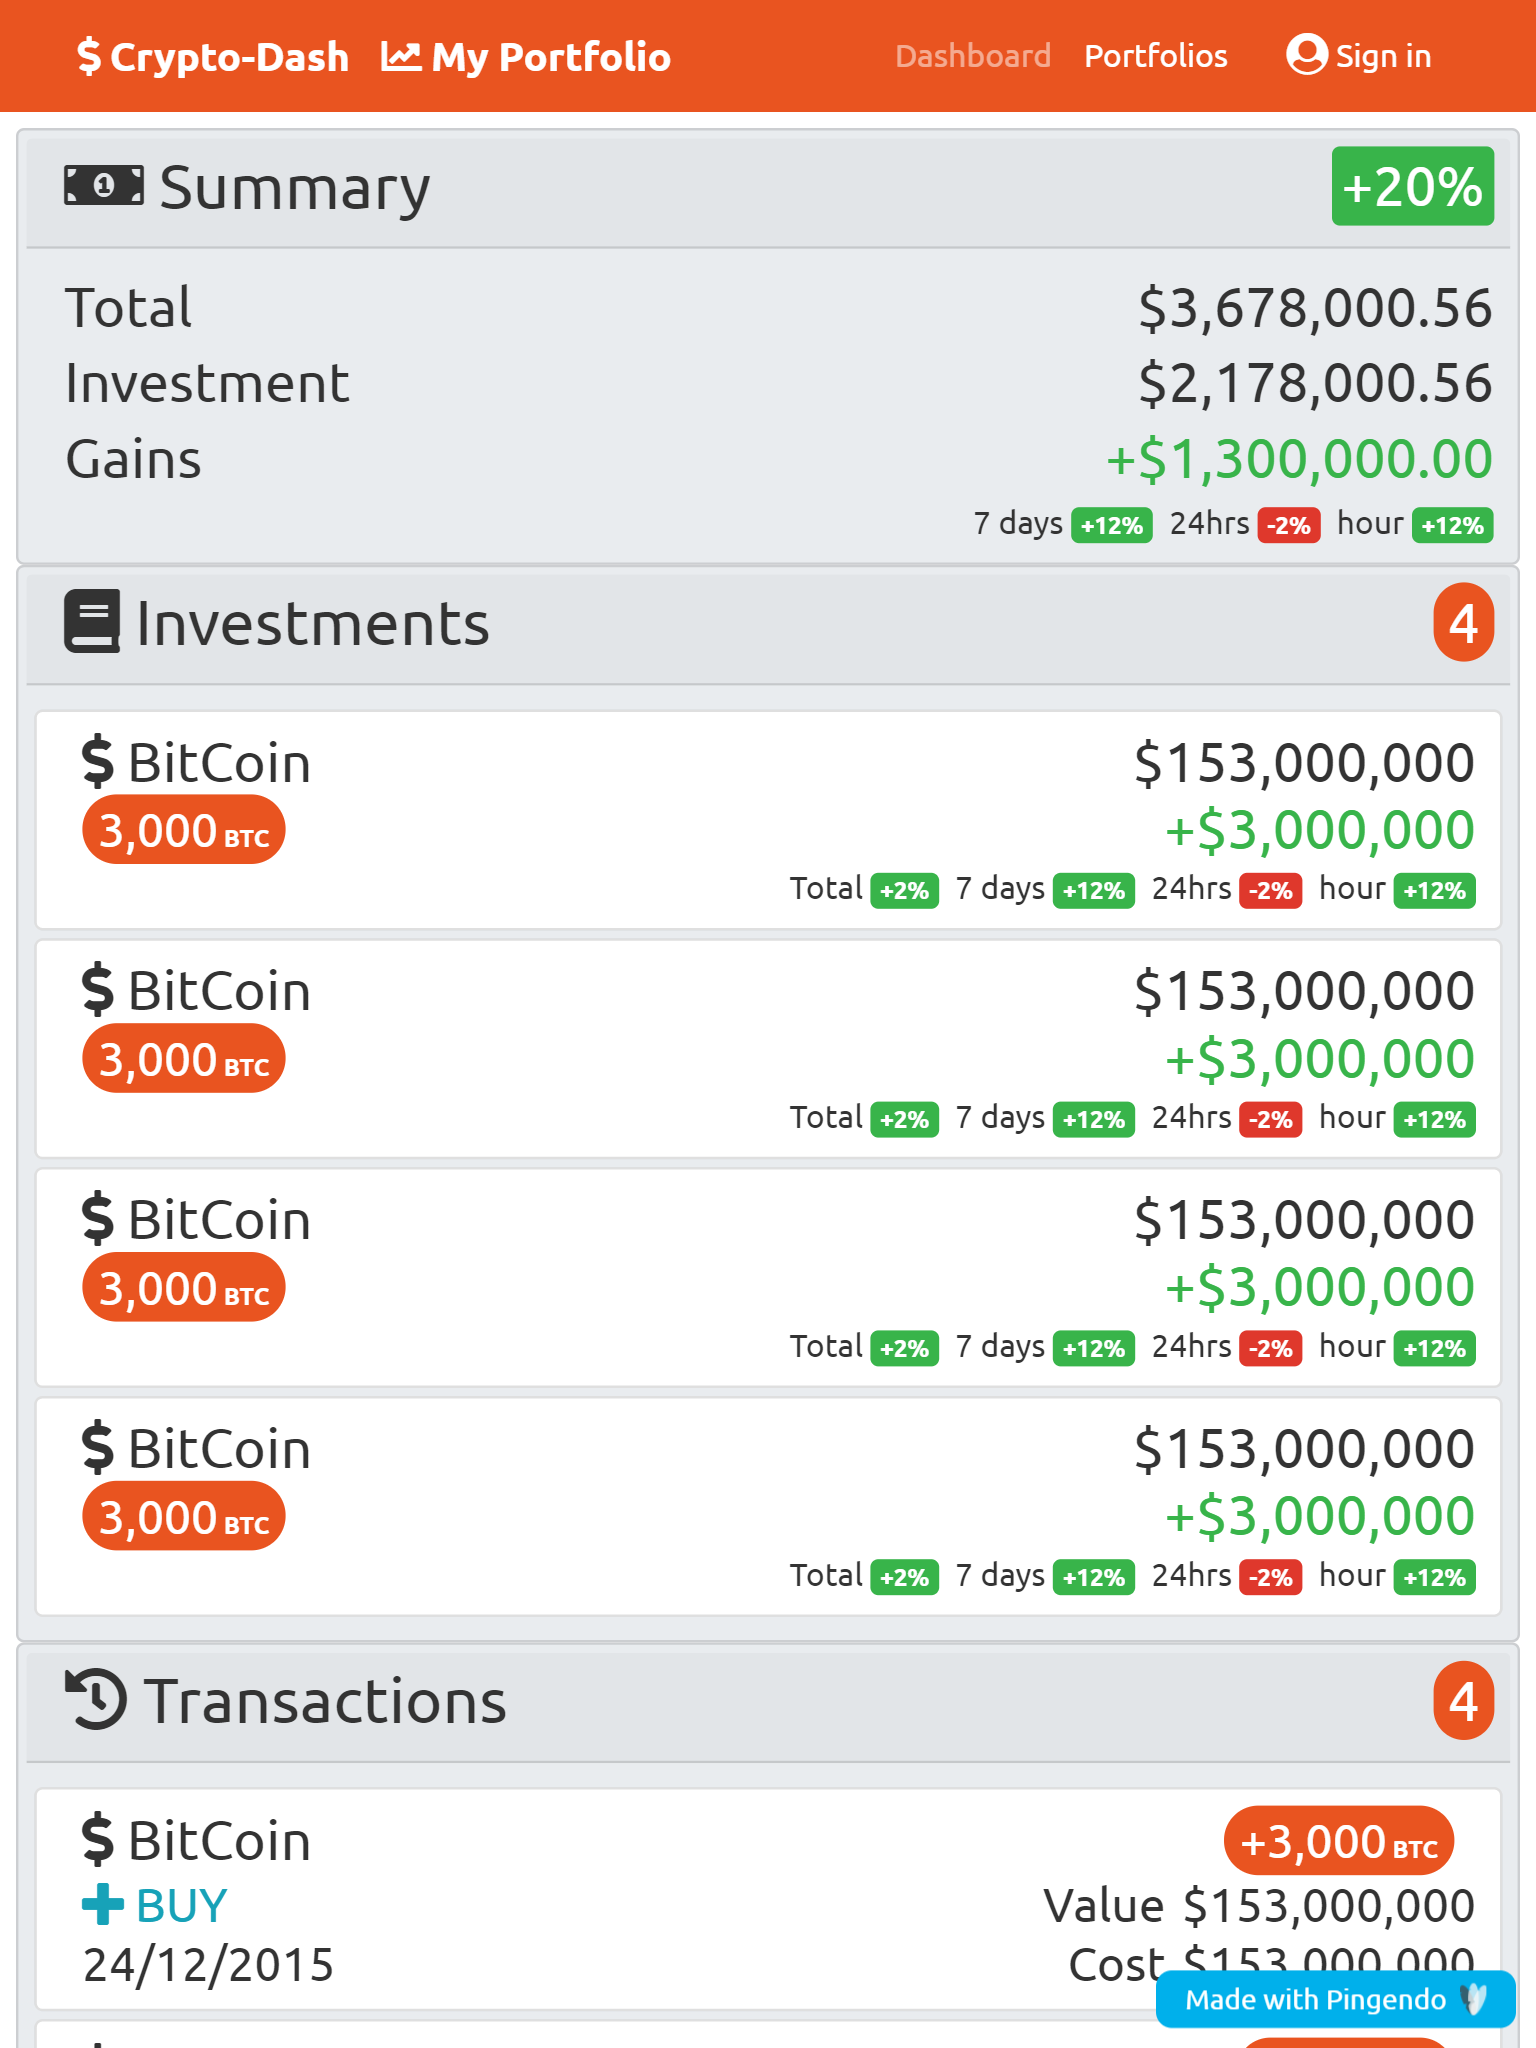 Crypto-Dash My Portfolio Dashboard Portfolios Sign in
Summary +20%
Total $3,678,000.56
Investment $2,178,000.56
Gains +$1,300,000.00
7 days +12% 24hrs -2% hour +12%
Investments 4
BitCoin $153,000,000
3,000 BTC +$3,000,000
Total +2% 7 days +12% 24hrs -2% hour +12%
BitCoin $153,000,000
3,000 BTC +$3,000,000
Total +2% 7 days +12% 24hrs -2% hour +12%
BitCoin $153,000,000
3,000 BTC +$3,000,000
Total +2% 7 days +12% 24hrs -2% hour +12%
BitCoin $153,000,000
3,000 BTC +$3,000,000
Total +2% 7 days +12% 24hrs -2% hour +12%
Transactions 4
BitCoin +3,000 BTC
BUY Value $153,000,000
24/12/2015 Cost $153,000,000
Made with Pingendo